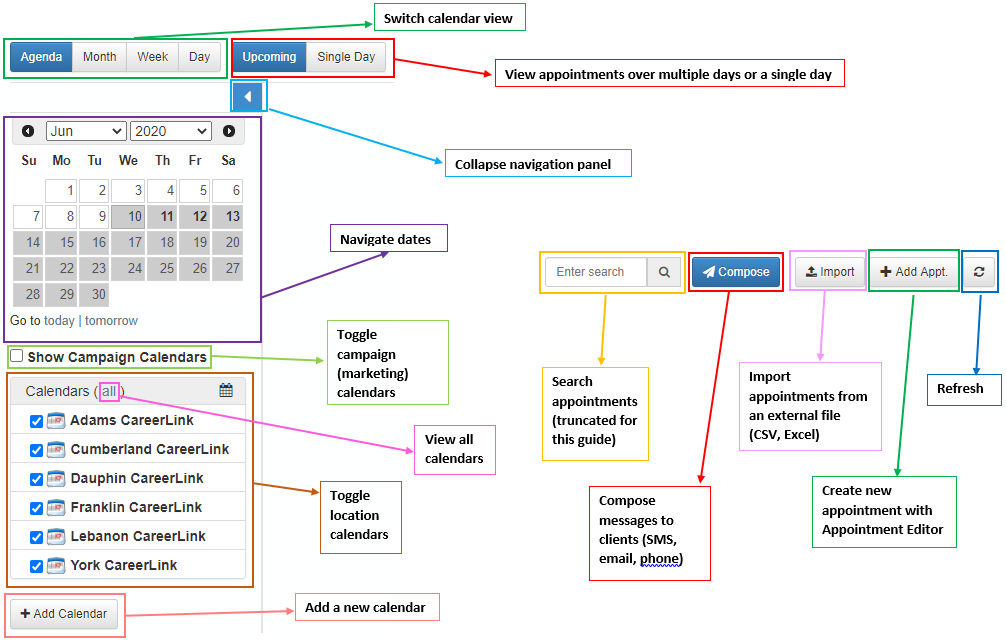 Switch calendar view
Agenda Month Week Day Upcoming Single Day
View appointments over multiple days or a single day
Collapse navigation panel
Jun 2020
Su Mo Tu We Th Fr Sa
1 2 3 4 5 6
7 8 9 10 11 12 13
14 15 16 17 18 19 20
21 22 23 24 25 26 27
28 29 30
Go to today | tomorrow
Navigate dates
Show Campaign Calendars
Toggle
campaign
(marketing)
calendars
Calendars (all)
Adams CareerLink
Cumberland CareerLink
Dauphin CareerLink
Franklin CareerLink
Lebanon CareerLink
York CareerLink
View all
calendars
Toggle
location
calendars
+ Add Calendar
Add a new calendar
Enter search Compose Import + Add Appt.
Search
appointments
(truncated for
this guide)
Compose
messages to
clients (SMS,
email, phone)
Import
appointments from
an external file
(CSV, Excel)
Create new
appointment with
Appointment Editor
Refresh